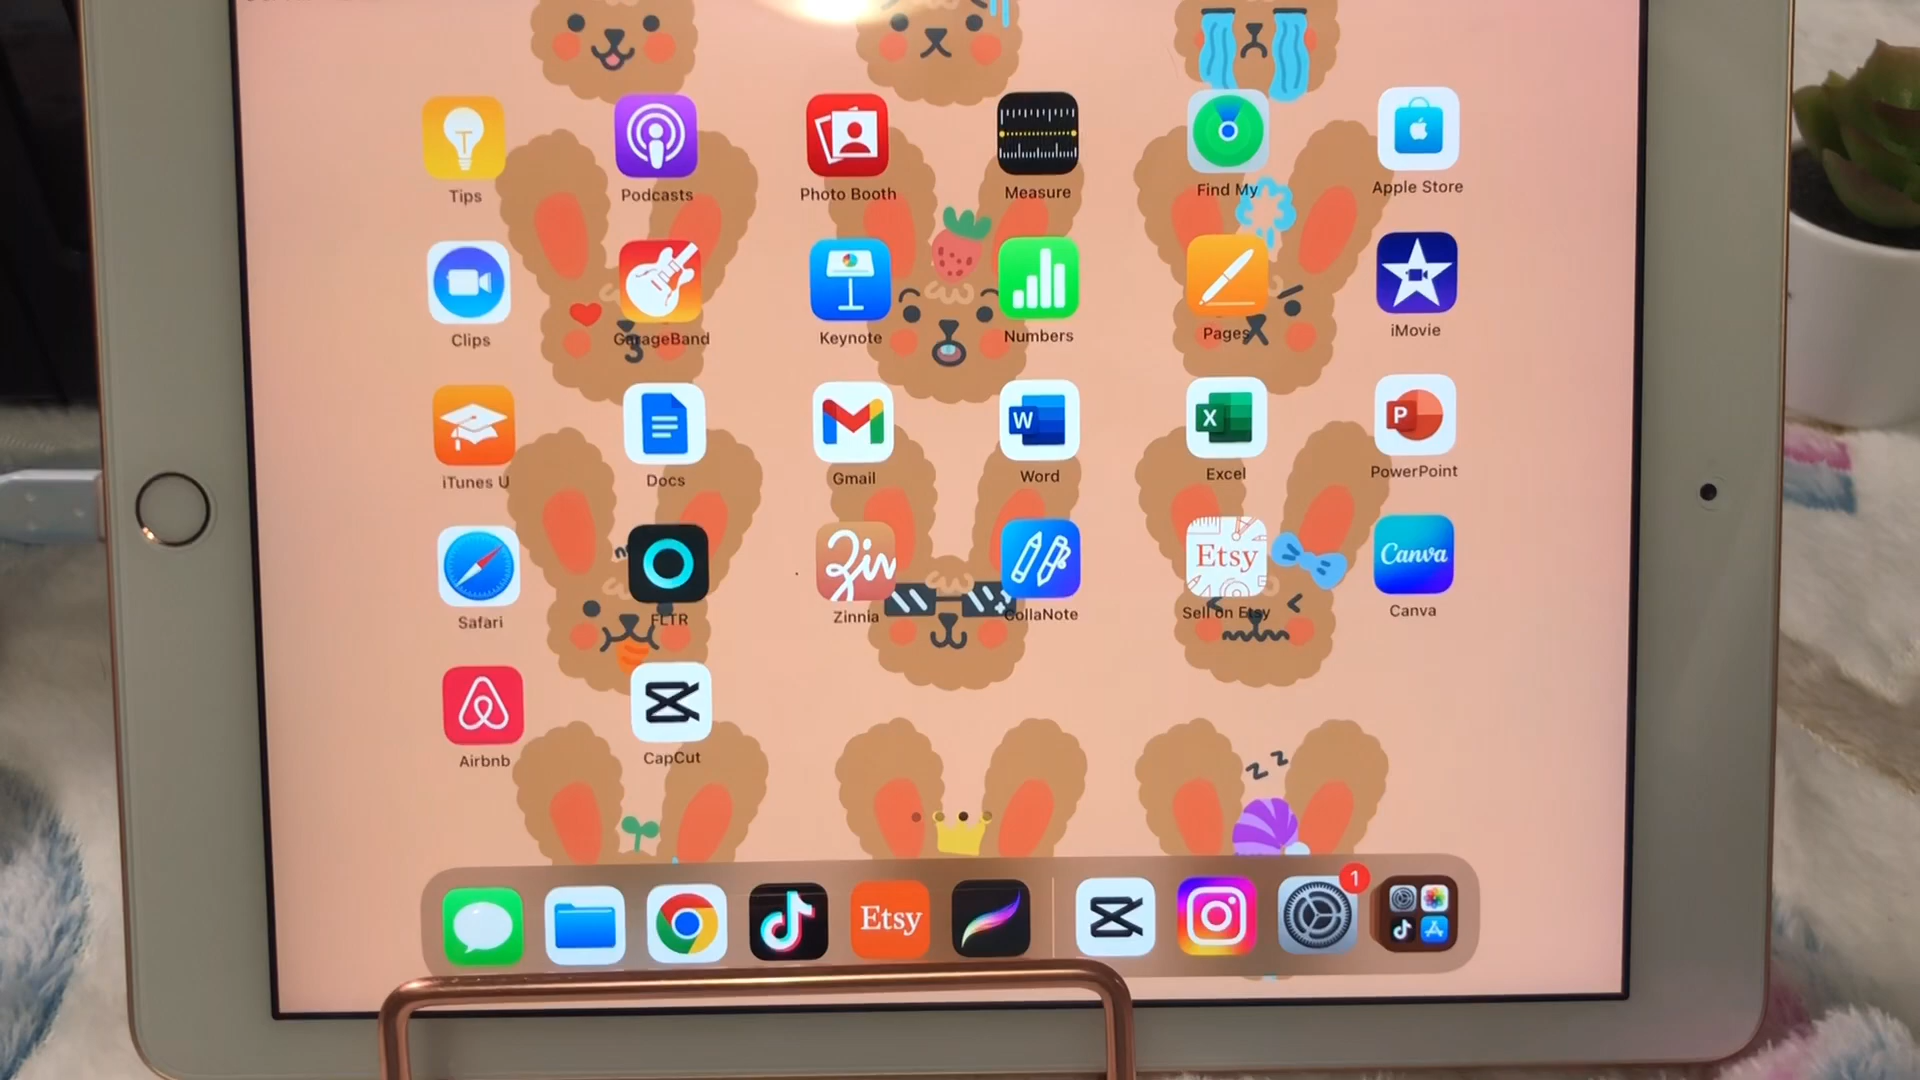 Tips Podcasts Photo Booth Measure Find My Apple Store
Clips GarageBand Keynote Numbers Pages iMovie
W X P
iTunes U Docs Gmail Word Excel PowerPoint
Zin Etsy Canva
Safari FLTR Zinnia CollaNote Sell on Etsy Canva
Airbnb CapCut
z z
Etsy 1